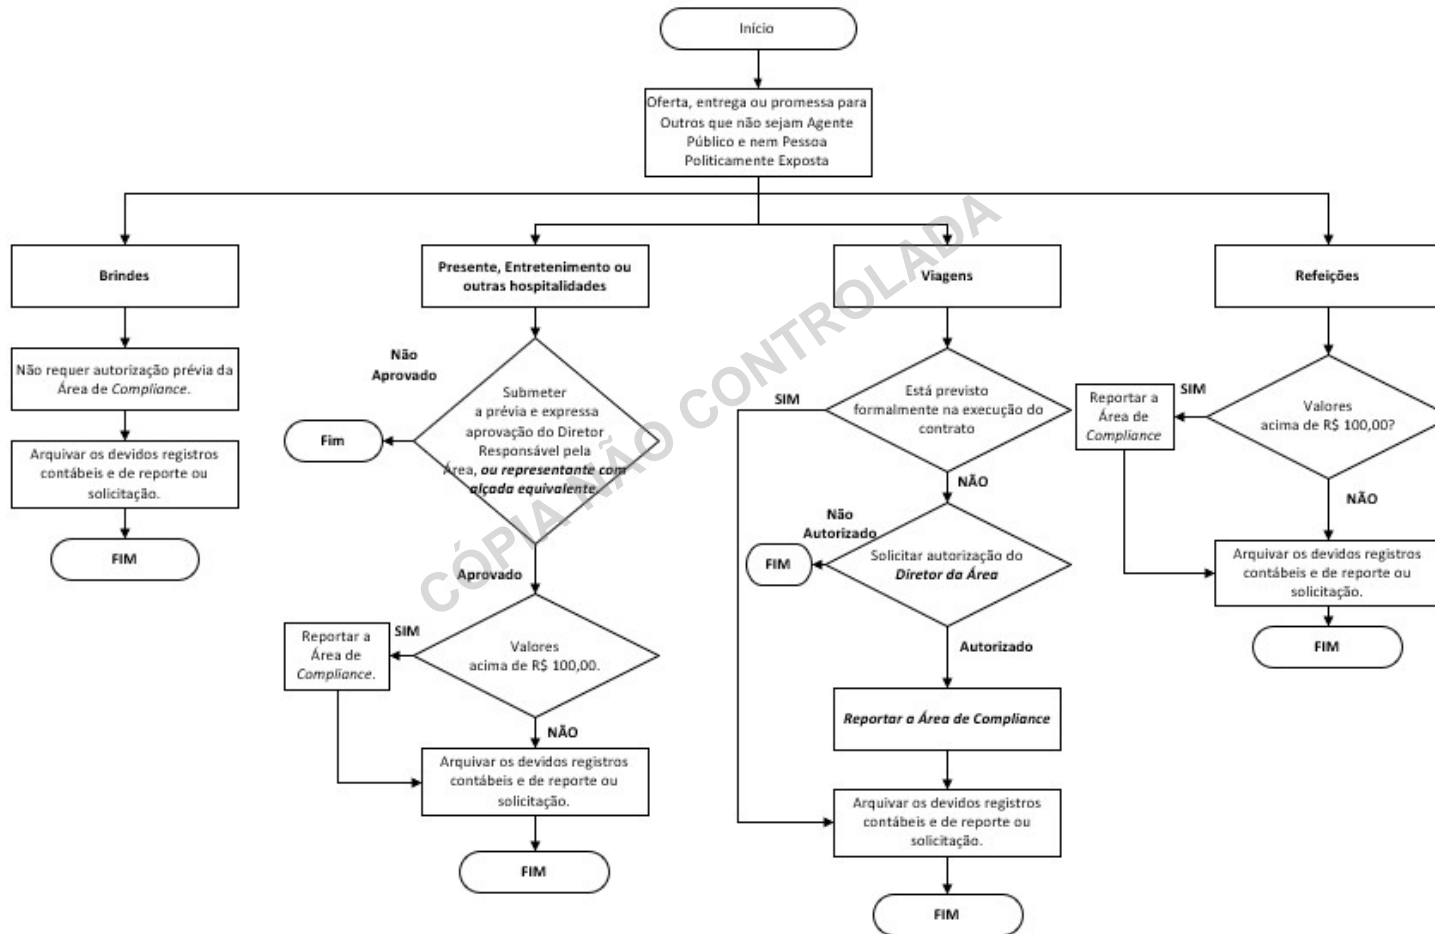 Início
Oferta, entrega ou promessa para
Outros que não sejam Agente
Público e nem Pessoa
Politicamente Exposta
Brindes
Não requer autorização prévia da
Área de Compliance.
Arquivar os devidos registros
contábeis e de reporte ou
solicitação.
FIM
Presente, Entretenimento ou
outras hospitalidades
Não
Aprovado
Submeter
a prévia e expressa
aprovação do Diretor
Responsável pela
Área, ou representante com
alçada equivalente.
Fim
Aprovado
Valores
acima de R$ 100,00.
SIM
Reportar a
Área de
Compliance.
NÃO
Arquivar os devidos registros
contábeis e de reporte ou
solicitação.
FIM
Viagens
Está previsto
formalmente na execução do
contrato
SIM
NÃO
Não
Autorizado
Solicitar autorização do
Diretor da Área
FIM
Autorizado
Reportar a Área de Compliance
Arquivar os devidos registros
contábeis e de reporte ou
solicitação.
FIM
Refeições
Valores
acima de R$ 100,00?
SIM
Reportar a
Área de
Compliance
NÃO
Arquivar os devidos registros
contábeis e de reporte ou
solicitação.
FIM
CÓPIA NÃO CONTROLADA